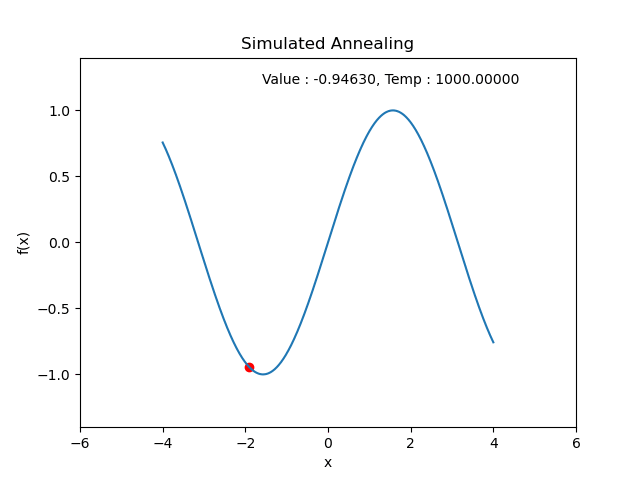 Simulated Annealing
Value : -0.94630, Temp : 1000.00000
1.0
0.5
0.0
−0.5
−1.0
f(x)
−6 −4 −2 0 2 4 6
x